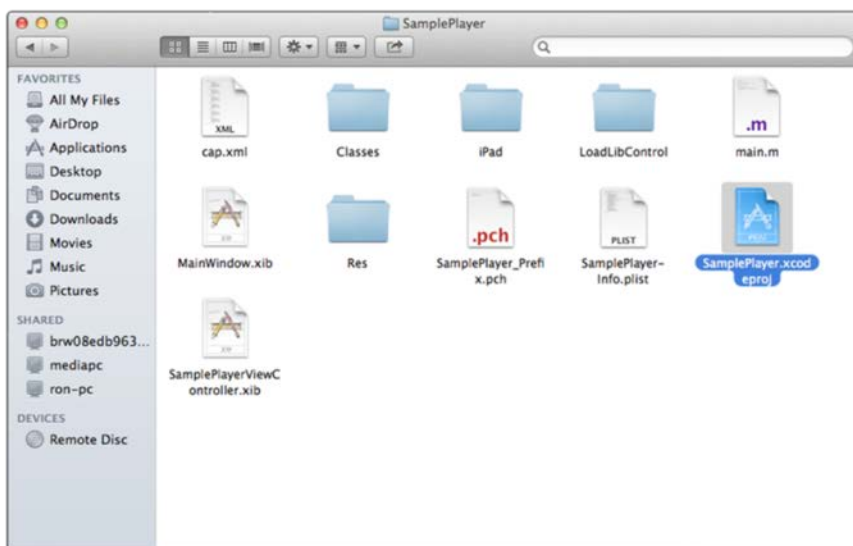 SamplePlayer
FAVORITES
All My Files
AirDrop
Applications
Desktop
Documents
Downloads
Movies
Music
Pictures
SHARED
brw08edb963...
mediapc
ron-pc
DEVICES
Remote Disc
XML
cap.xml
Classes
iPad
LoadLibControl
.m
main.m
XIB
MainWindow.xib
Res
.pch
SamplePlayer_Prefi
x.pch
PLIST
SamplePlayer-
Info.plist
SamplePlayer.xcod
eproj
XIB
SamplePlayerViewC
ontroller.xib